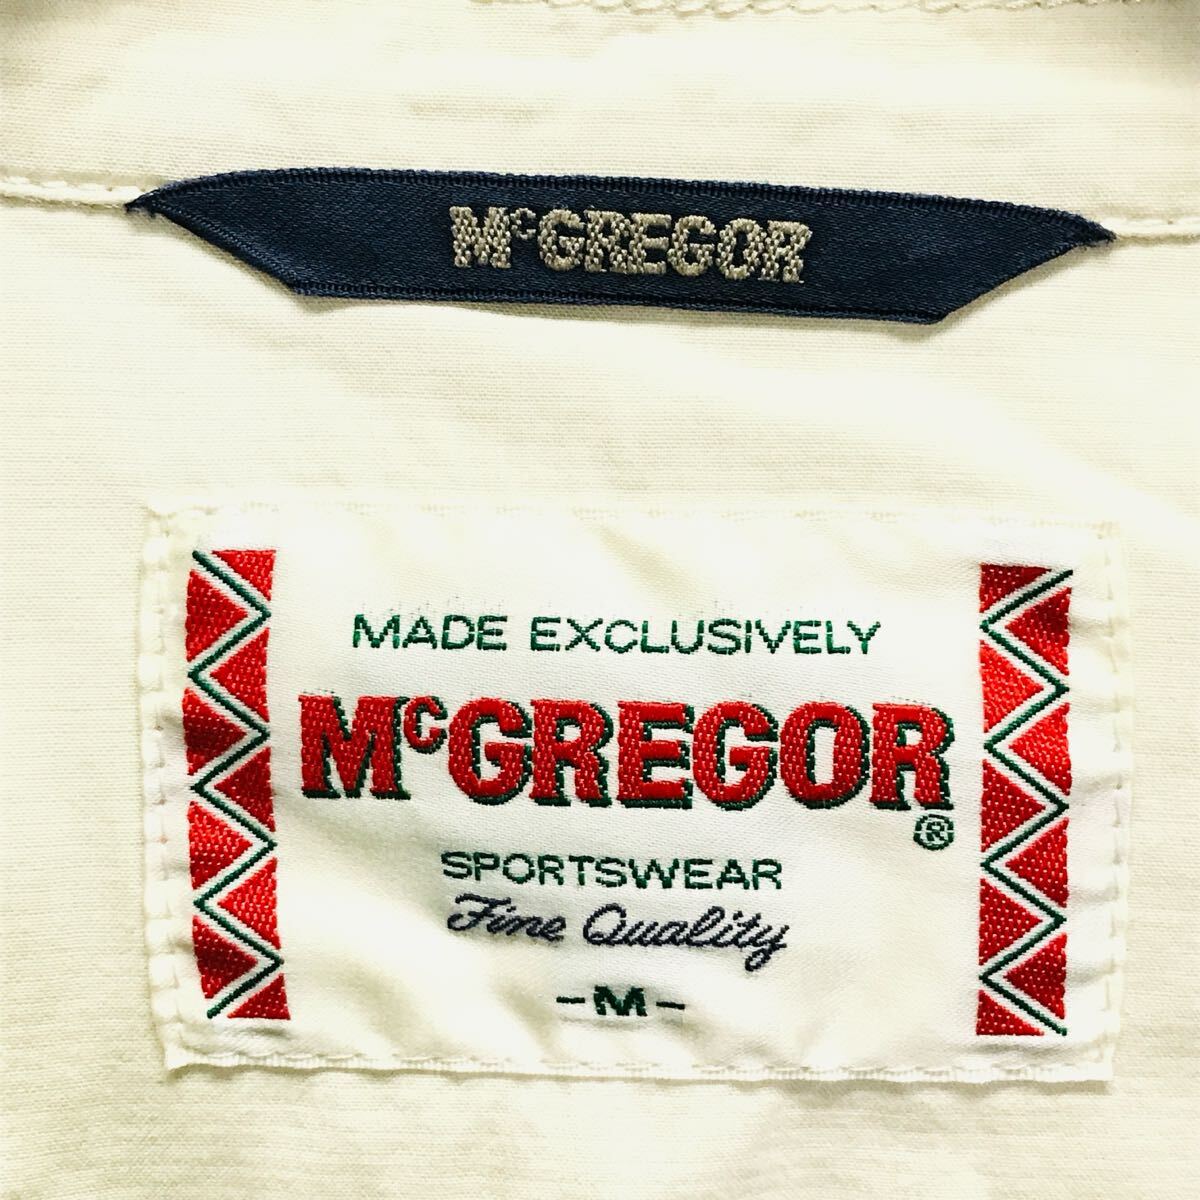 McGREGOR
MADE EXCLUSIVELY
McGREGOR
®
SPORTSWEAR
Fine Quality
-M-